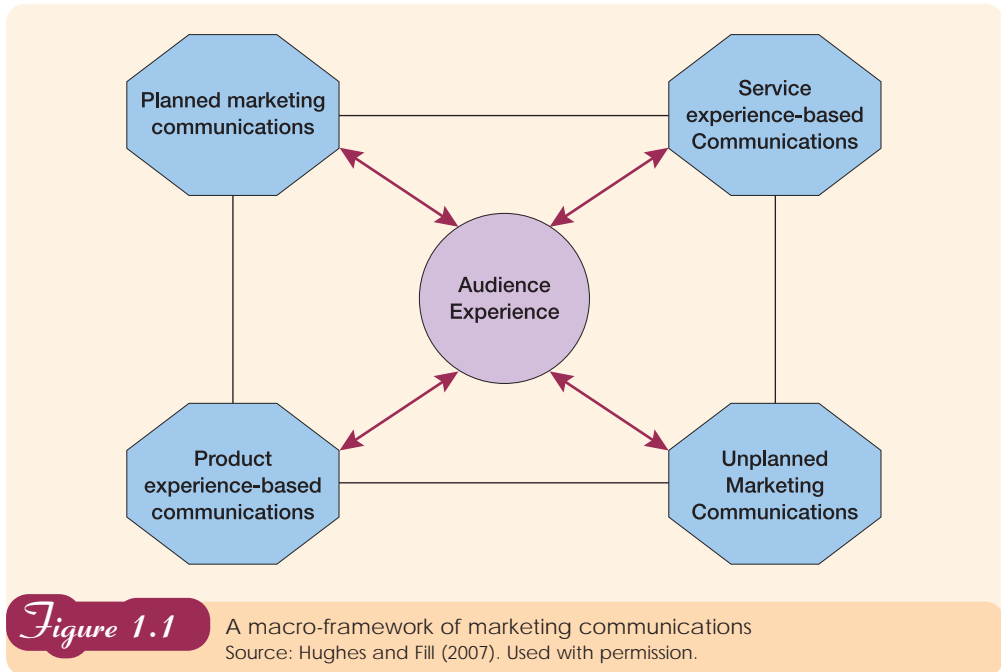 Planned marketing
communications
Service
experience-based
Communications
Audience
Experience
Product
experience-based
communications
Unplanned
Marketing
Communications
Figure 1.1
A macro-framework of marketing communications
Source: Hughes and Fill (2007). Used with permission.